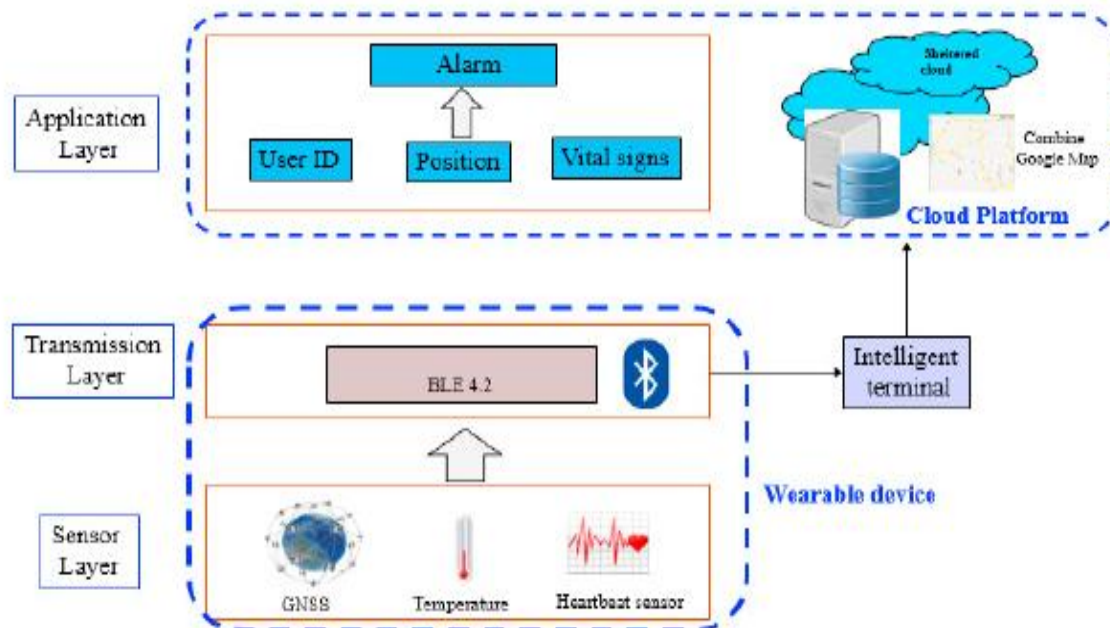 Application
Layer
Alarm
User ID
Position
Vital signs
Sheltered
cloud
Combine
Google Map
Cloud Platform
Transmission
Layer
BLE 4.2
Intelligent
terminal
Wearable device
Sensor
Layer
GNSS
Temperature
Heartbeat sensor